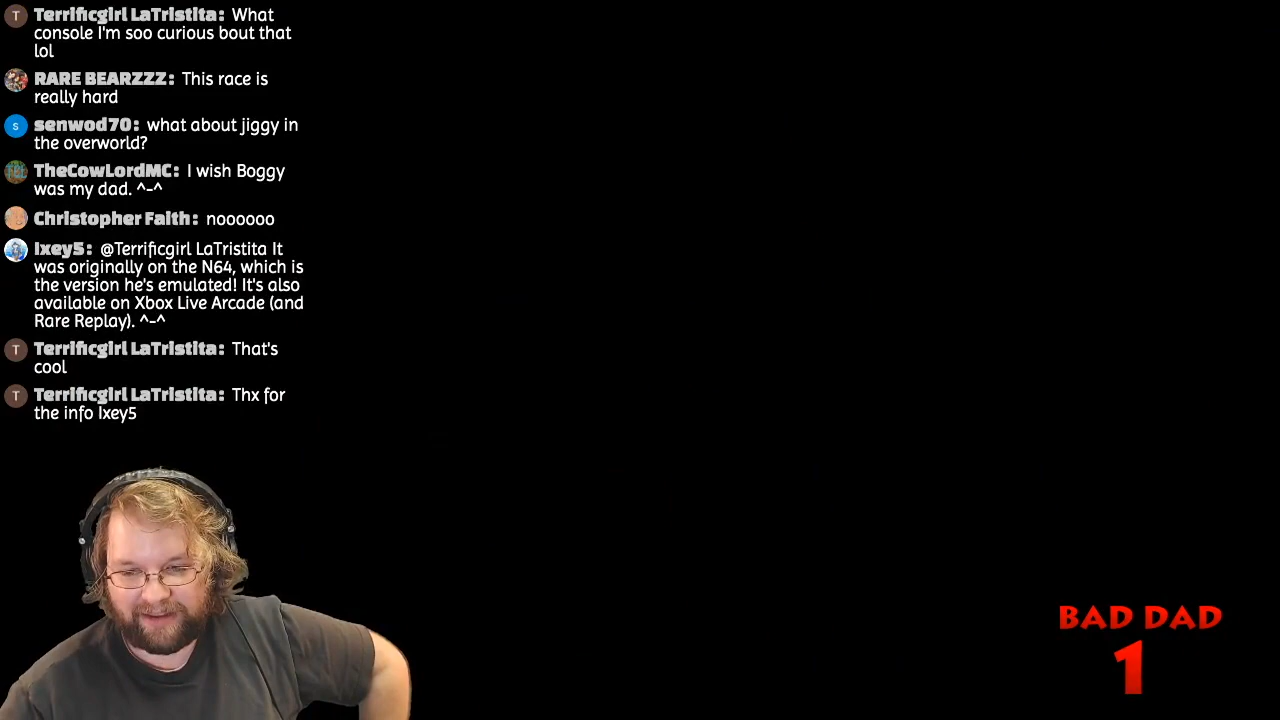 Terrificgirl LaTristita: What
console I'm soo curious bout that
lol
RARE BEARZZZ: This race is
really hard
senwod70: what about jiggy in
the overworld?
TheCowLordMC: I wish Boggy
was my dad. ^-^
Christopher Faith: noooooo
Ixey5: @Terrificgirl LaTristita It
was originally on the N64, which is
the version he's emulated! It's also
available on Xbox Live Arcade (and
Rare Replay). ^-^
Terrificgirl LaTristita: That's
cool
Terrificgirl LaTristita: Thx for
the info Ixey5
BAD DAD
1